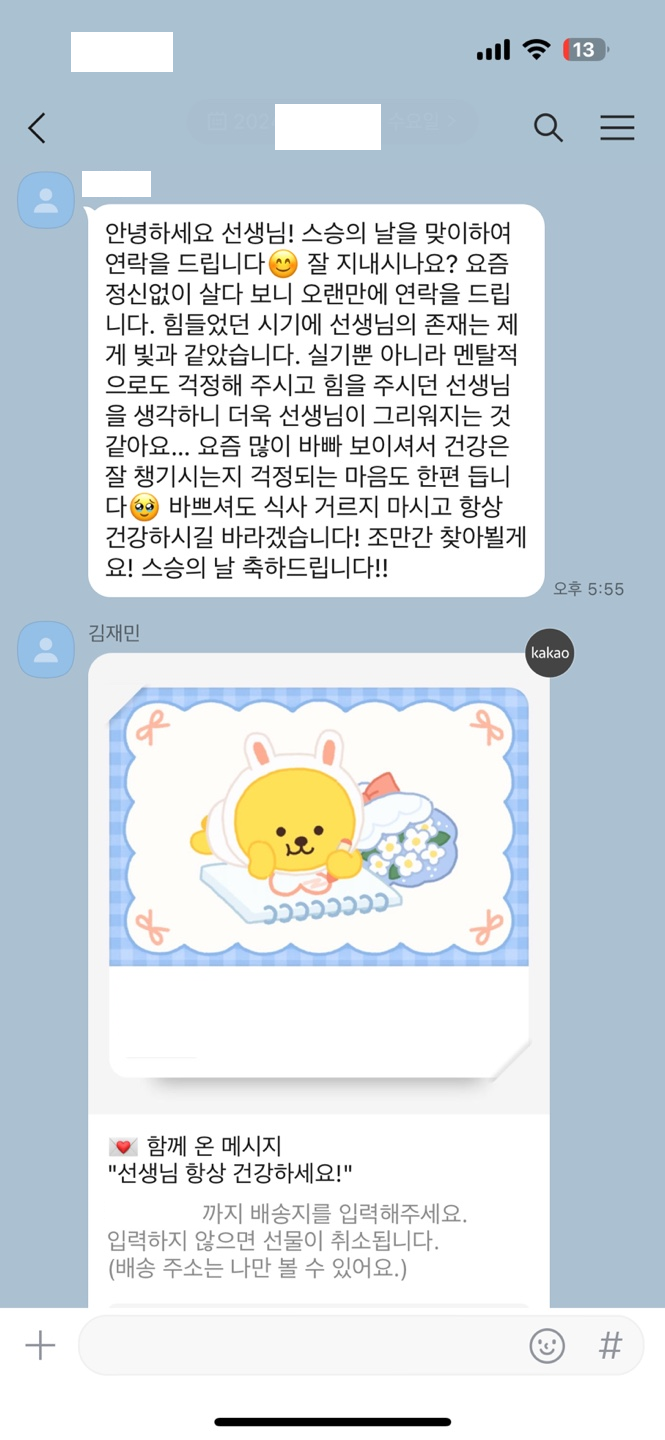 13
안녕하세요 선생님! 스승의 날을 맞이하여
연락을 드립니다😊 잘 지내시나요? 요즘
정신없이 살다 보니 오랜만에 연락을 드립
니다. 힘들었던 시기에 선생님의 존재는 제
게 빛과 같았습니다. 실기뿐 아니라 멘탈적
으로도 걱정해 주시고 힘을 주시던 선생님
을 생각하니 더욱 선생님이 그리워지는 것
같아요... 요즘 많이 바빠 보이셔서 건강은
잘 챙기시는지 걱정되는 마음도 한편 듭니
다🥹 바쁘셔도 식사 거르지 마시고 항상
건강하시길 바라겠습니다! 조만간 찾아뵐게
요! 스승의 날 축하드립니다!!
오후 5:55
김재민
kakao
💌 함께 온 메시지
"선생님 항상 건강하세요!"
까지 배송지를 입력해주세요.
입력하지 않으면 선물이 취소됩니다.
(배송 주소는 나만 볼 수 있어요.)
#